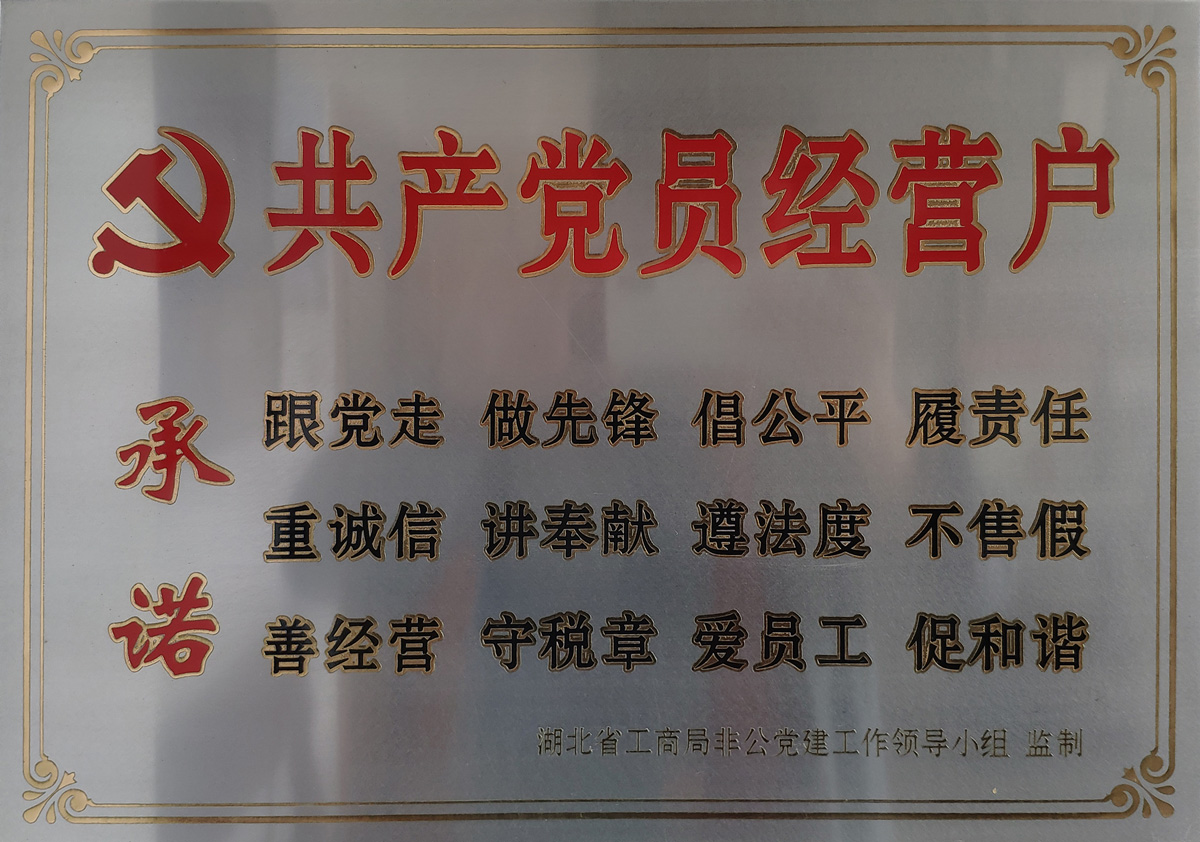 共产党员经营户
承诺
跟党走 做先锋 倡公平 履责任
重诚信 讲奉献 遵法度 不售假
善经营 守税章 爱员工 促和谐
湖北省工商局非公党建工作领导小组 监制